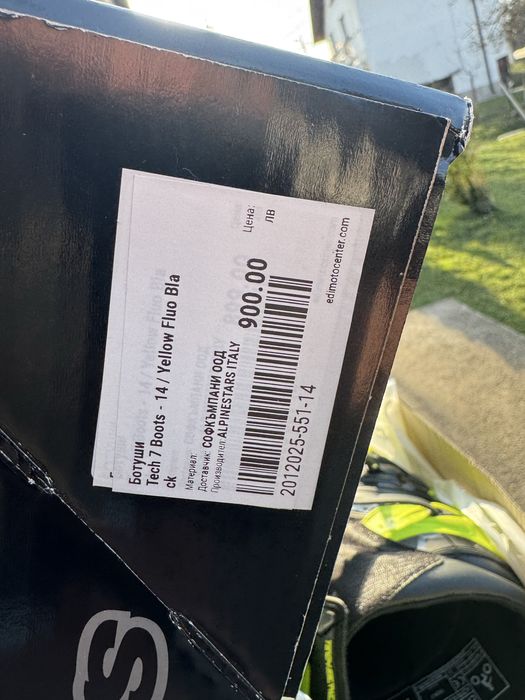 Ботуши
Tech 7 Boots - 14 / Yellow Fluo Bla
ck
Материал:
Доставчик: СОФКЪМПАНИ ООД
Производител ALPINESTARS ITALY
900.00
Цена:
ЛВ
2012025-551-14
edimotocenter.com
S